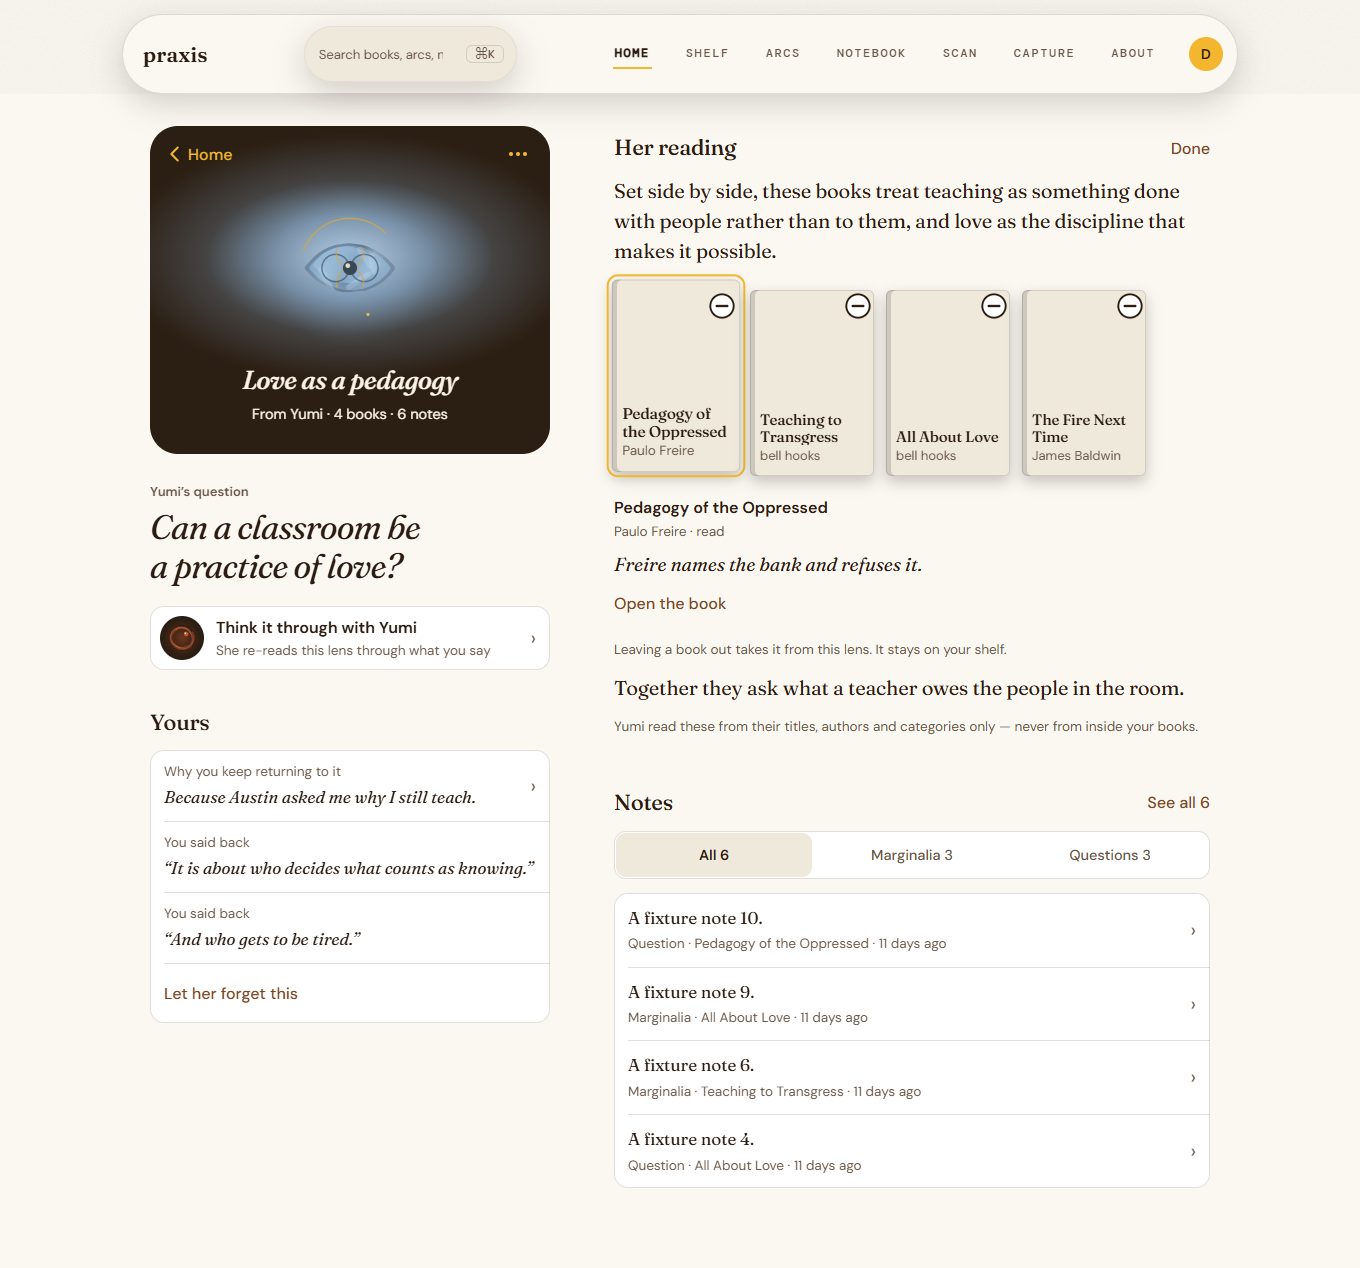 praxis
Search books, arcs, n
⌘K
HOME
SHELF
ARCS
NOTEBOOK
SCAN
CAPTURE
ABOUT
D
Home
Love as a pedagogy
From Yumi · 4 books · 6 notes
Yumi’s question
Can a classroom be
a practice of love?
Think it through with Yumi
She re-reads this lens through what you say
Yours
Why you keep returning to it
Because Austin asked me why I still teach.
You said back
“It is about who decides what counts as knowing.”
You said back
“And who gets to be tired.”
Let her forget this
Her reading
Done
Set side by side, these books treat teaching as something done
with people rather than to them, and love as the discipline that
makes it possible.
Pedagogy of
the Oppressed
Paulo Freire
Teaching to
Transgress
bell hooks
All About Love
bell hooks
The Fire Next
Time
James Baldwin
Pedagogy of the Oppressed
Paulo Freire · read
Freire names the bank and refuses it.
Open the book
Leaving a book out takes it from this lens. It stays on your shelf.
Together they ask what a teacher owes the people in the room.
Yumi read these from their titles, authors and categories only — never from inside your books.
Notes
See all 6
All 6
Marginalia 3
Questions 3
A fixture note 10.
Question · Pedagogy of the Oppressed · 11 days ago
A fixture note 9.
Marginalia · All About Love · 11 days ago
A fixture note 6.
Marginalia · Teaching to Transgress · 11 days ago
A fixture note 4.
Question · All About Love · 11 days ago